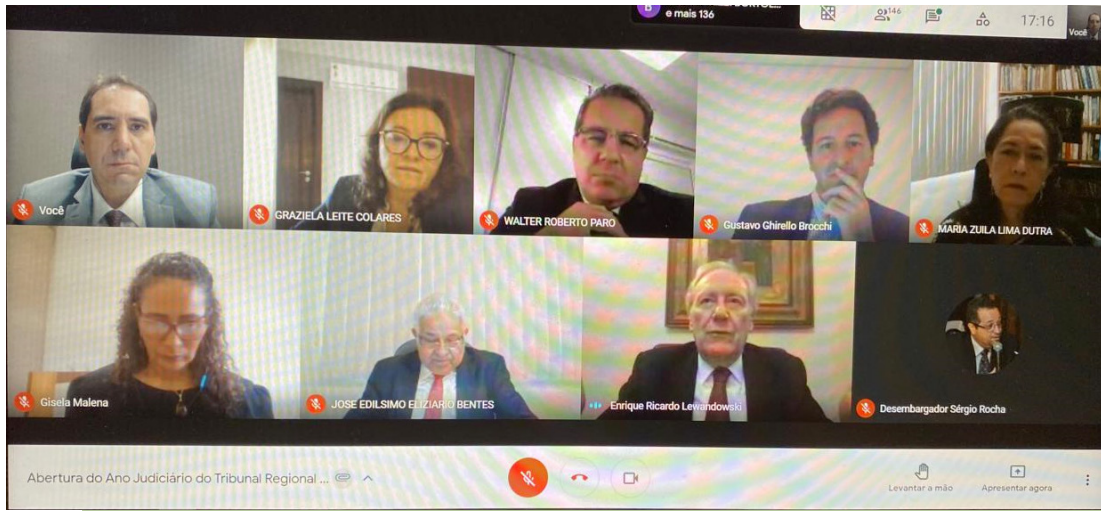 e mais 136
146
17:16
Você
Você
GRAZIELA LEITE COLARES
WALTER ROBERTO PARO
Gustavo Ghirello Brocchi
MARIA ZUILA LIMA DUTRA
Gisela Malena
JOSE EDILSIMO ELIZIARIO BENTES
Enrique Ricardo Lewandowski
Desembargador Sérgio Rocha
Abertura do Ano Judiciário do Tribunal Regional ...
Levantar a mão
Apresentar agora